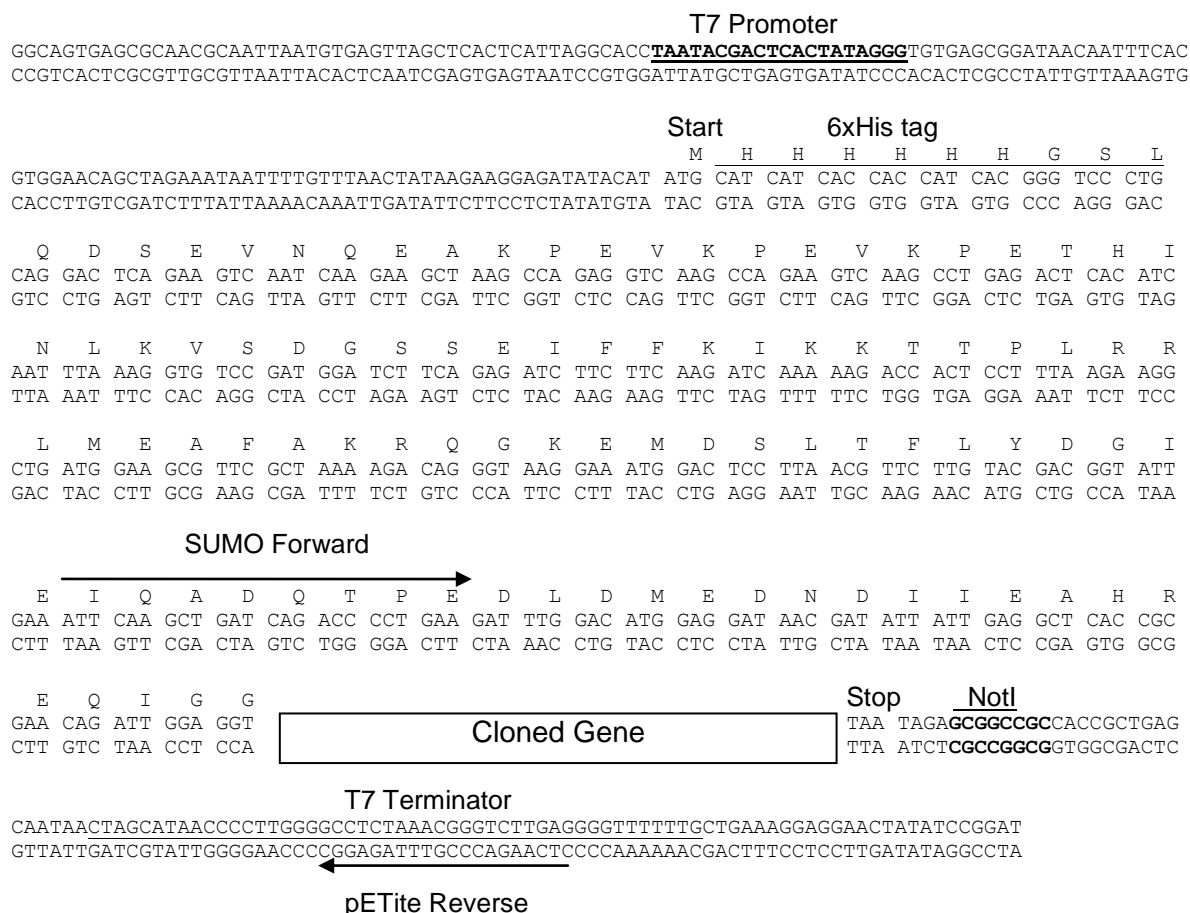 T7 Promoter
GGCAGTGAGCGCAACGCAATTAATGTGAGTTAGCTCACTCATTAGGCACCTAATACGACTCACTATAGGGTGTGAGCGGATAACAATTTCAC
CCGTCACTCGCGTTGCGTTAATTACACTCAATCGAGTGAGTAATCCGTGGATTATGCTGAGTGATATCCCACACTCGCCTATTGTTAAAGTG
Start 6xHis tag
M H H H H H H G S L
GTGGAACAGCTAGAAATAATTTTGTTTAACTATAAGAAGGAGATATACAT ATG CAT CAT CAC CAC CAT CAC GGG TCC CTG
CACCTTGTCGATCTTTATTAAAACAAATTGATATTCTTCCTCTATATGTA TAC GTA GTA GTG GTG GTA GTG CCC AGG GAC
Q D S E V N Q E A K P E V K P E V K P E T H I
CAG GAC TCA GAA GTC AAT CAA GAA GCT AAG CCA GAG GTC AAG CCA GAA GTC AAG CCT GAG ACT CAC ATC
GTC CTG AGT CTT CAG TTA GTT CTT CGA TTC GGT CTC CAG TTC GGT CTT CAG TTC GGA CTC TGA GTG TAG
N L K V S D G S S E I F F K I K K T T P L R R
AAT TTA AAG GTG TCC GAT GGA TCT TCA GAG ATC TTC TTC AAG ATC AAA AAG ACC ACT CCT TTA AGA AGG
TTA AAT TTC CAC AGG CTA CCT AGA AGT CTC TAC AAG AAG TTC TAG TTT TTC TGG TGA GGA AAT TCT TCC
L M E A F A K R Q G K E M D S L T F L Y D G I
CTG ATG GAA GCG TTC GCT AAA AGA CAG GGT AAG GAA ATG GAC TCC TTA ACG TTC TTG TAC GAC GGT ATT
GAC TAC CTT CGC AAG CGA TTT TCT GTC CCA TTC CTT TAC CTG AGG AAT TGC AAG AAC ATG CTG CCA TAA
SUMO Forward
E I Q A D Q T P E D L D M E D N D I I E A H R
GAA ATT CAA GCT GAT CAG ACC CCT GAA GAT TTG GAC ATG GAG GAT AAC GAT ATT ATT GAG GCT CAC CGC
CTT TAA GTT CGA CTA GTC TGG GGA CTT CTA AAC CTG TAC CTC CTA TTG CTA TAA TAA CTC CGA GTG GCG
E Q I G G Stop NotI
GAA CAG ATT GGA GGT Cloned Gene TAA TAGAGCGGCCGCCACCGCTGAG
CTT GTC TAA CCT CCA TTA ATCTCGCCGGCGGTGGCGACTC
T7 Terminator
CAATAACTAGCATAACCCCTTGGGGCCTCTAAACGGGTCTTGAGGGGTTTTTTGCTGAAAGGAGGAACTATATCCGGAT
GTTATTGATCGTATTGGGGAACCCCGGAGATTTGCCCAGAACTCCCCAAAAAACGACTTTCCTCCTTGATATAGGCCTA
pETite Reverse